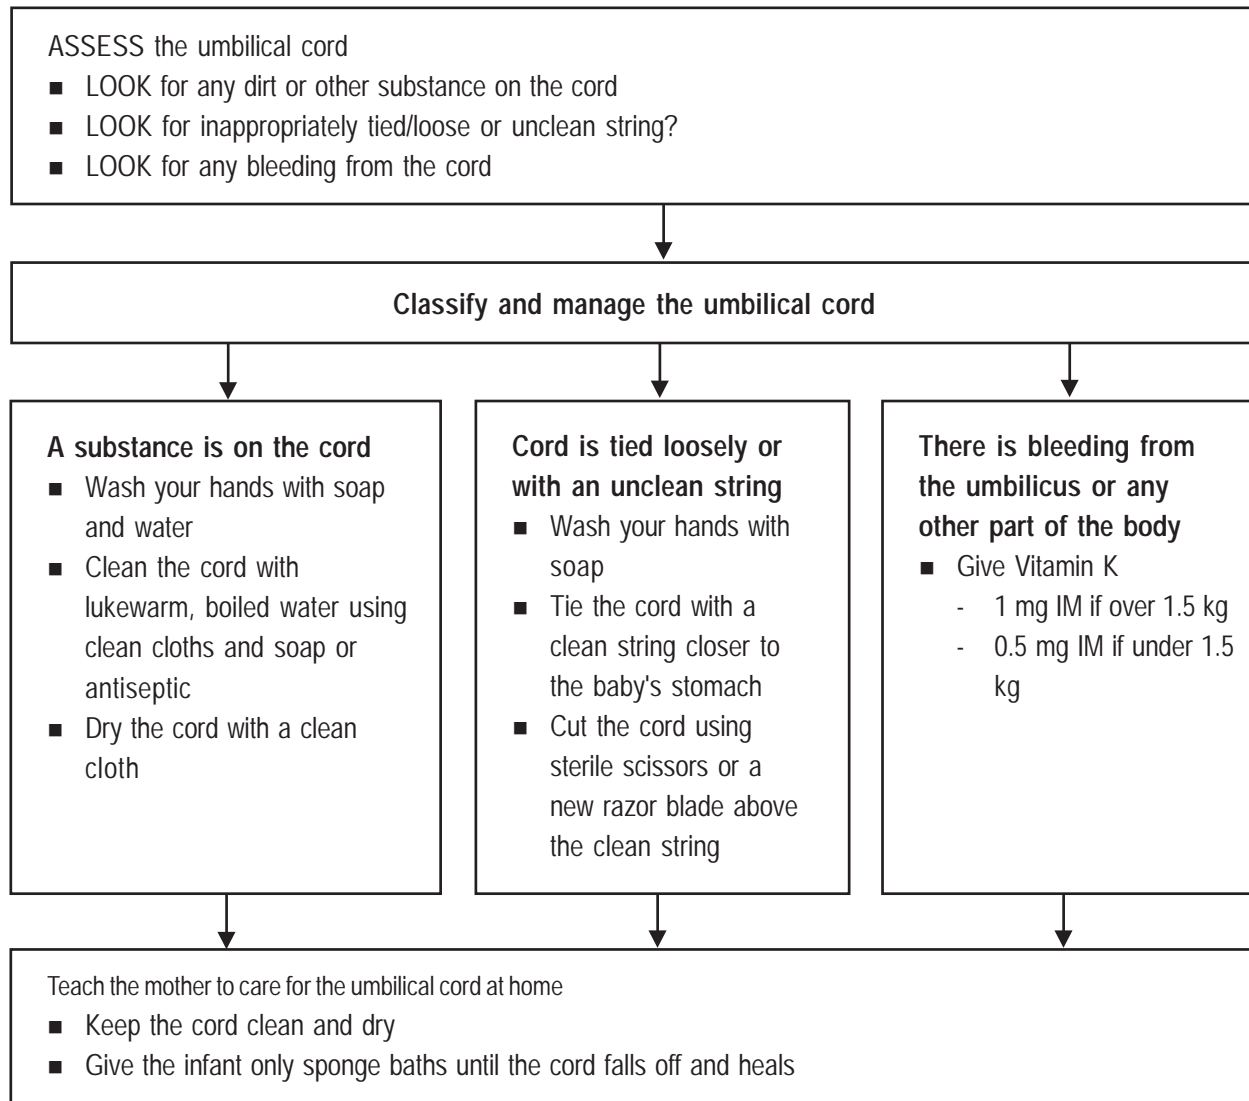 ASSESS the umbilical cord
■ LOOK for any dirt or other substance on the cord
■ LOOK for inappropriately tied/loose or unclean string?
■ LOOK for any bleeding from the cord
Classify and manage the umbilical cord
A substance is on the cord
■ Wash your hands with soap
and water
■ Clean the cord with
lukewarm, boiled water using
clean cloths and soap or
antiseptic
■ Dry the cord with a clean
cloth
Cord is tied loosely or
with an unclean string
■ Wash your hands with
soap
■ Tie the cord with a
clean string closer to
the baby's stomach
■ Cut the cord using
sterile scissors or a
new razor blade above
the clean string
There is bleeding from
the umbilicus or any
other part of the body
■ Give Vitamin K
- 1 mg IM if over 1.5 kg
- 0.5 mg IM if under 1.5
kg
Teach the mother to care for the umbilical cord at home
■ Keep the cord clean and dry
■ Give the infant only sponge baths until the cord falls off and heals